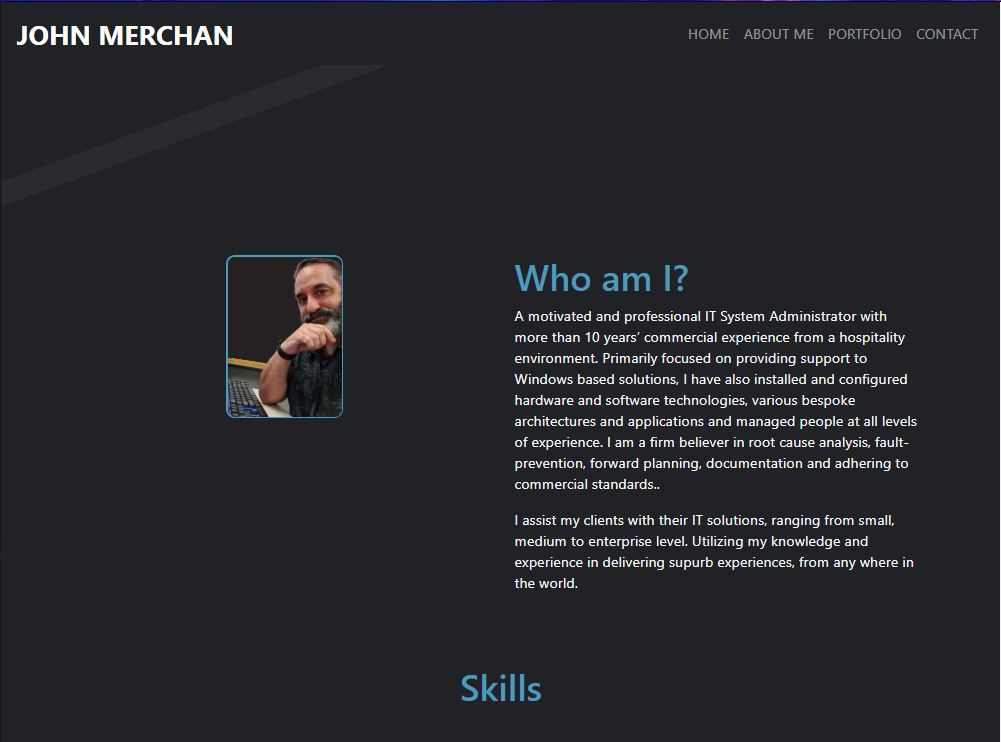 JOHN MERCHAN
HOME ABOUT ME PORTFOLIO CONTACT
Who am I?
A motivated and professional IT System Administrator with
more than 10 years’ commercial experience from a hospitality
environment. Primarily focused on providing support to
Windows based solutions, I have also installed and configured
hardware and software technologies, various bespoke
architectures and applications and managed people at all levels
of experience. I am a firm believer in root cause analysis, fault-
prevention, forward planning, documentation and adhering to
commercial standards..
I assist my clients with their IT solutions, ranging from small,
medium to enterprise level. Utilizing my knowledge and
experience in delivering supurb experiences, from any where in
the world.
Skills